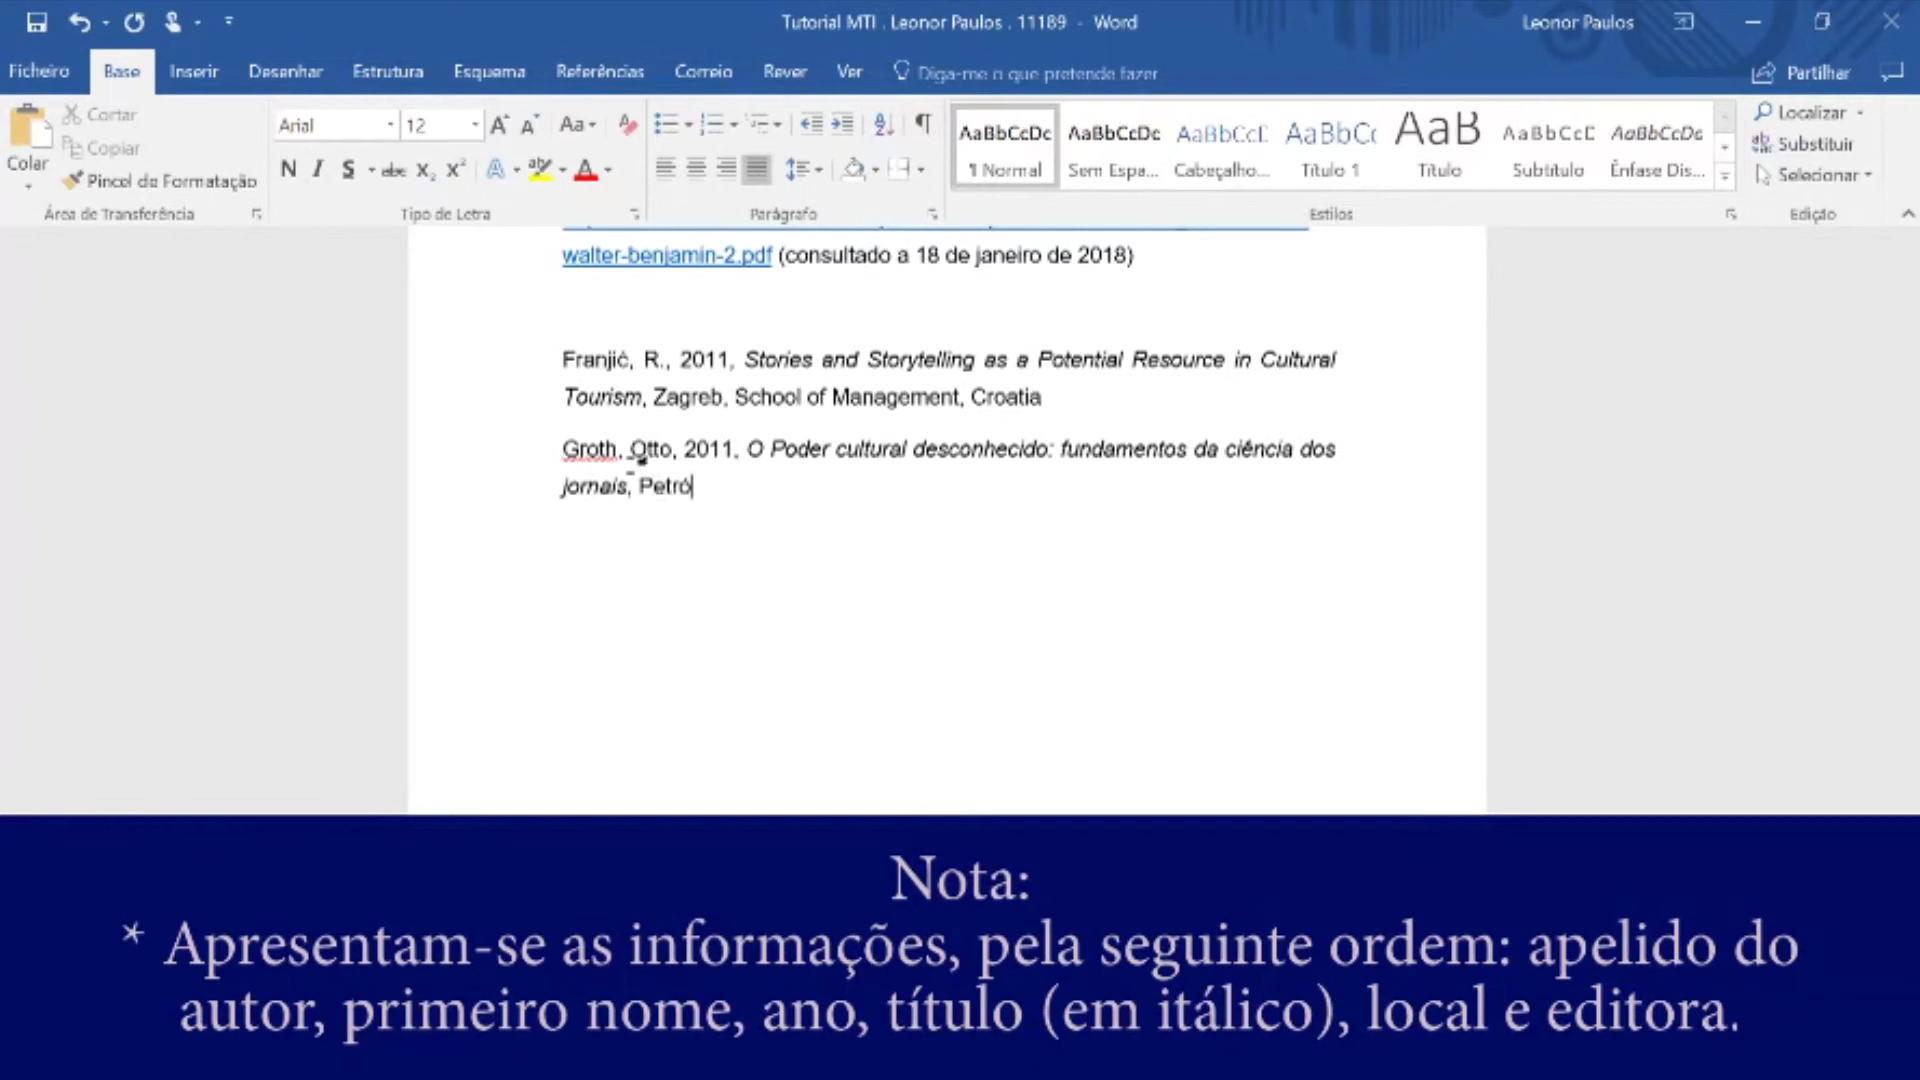 Tutorial MTI . Leonor Paulos . 11189 - Word
Leonor Paulos
Ficheiro Base Inserir Desenhar Estrutura Esquema Referências Correio Rever Ver Diga-me o que pretende fazer Partilhar
Colar
Cortar
Copiar
Pincel de Formatação
Área de Transferência
Arial 12
N I S abc X₂ X²
Tipo de Letra
Parágrafo
AaBbCcDc AaBbCcDc AaBbCcE AaBbCc AaB AaBbCcE AaBbCcDc
¶ Normal Sem Espa... Cabeçalho... Título 1 Título Subtítulo Ênfase Dis...
Estilos
Localizar
Substituir
Selecionar
Edição
walter-benjamin-2.pdf (consultado a 18 de janeiro de 2018)
Franjić, R., 2011, Stories and Storytelling as a Potential Resource in Cultural
Tourism, Zagreb, School of Management, Croatia
Groth, Otto, 2011, O Poder cultural desconhecido: fundamentos da ciência dos
jornais, Petró
Nota:
* Apresentam-se as informações, pela seguinte ordem: apelido do
autor, primeiro nome, ano, título (em itálico), local e editora.